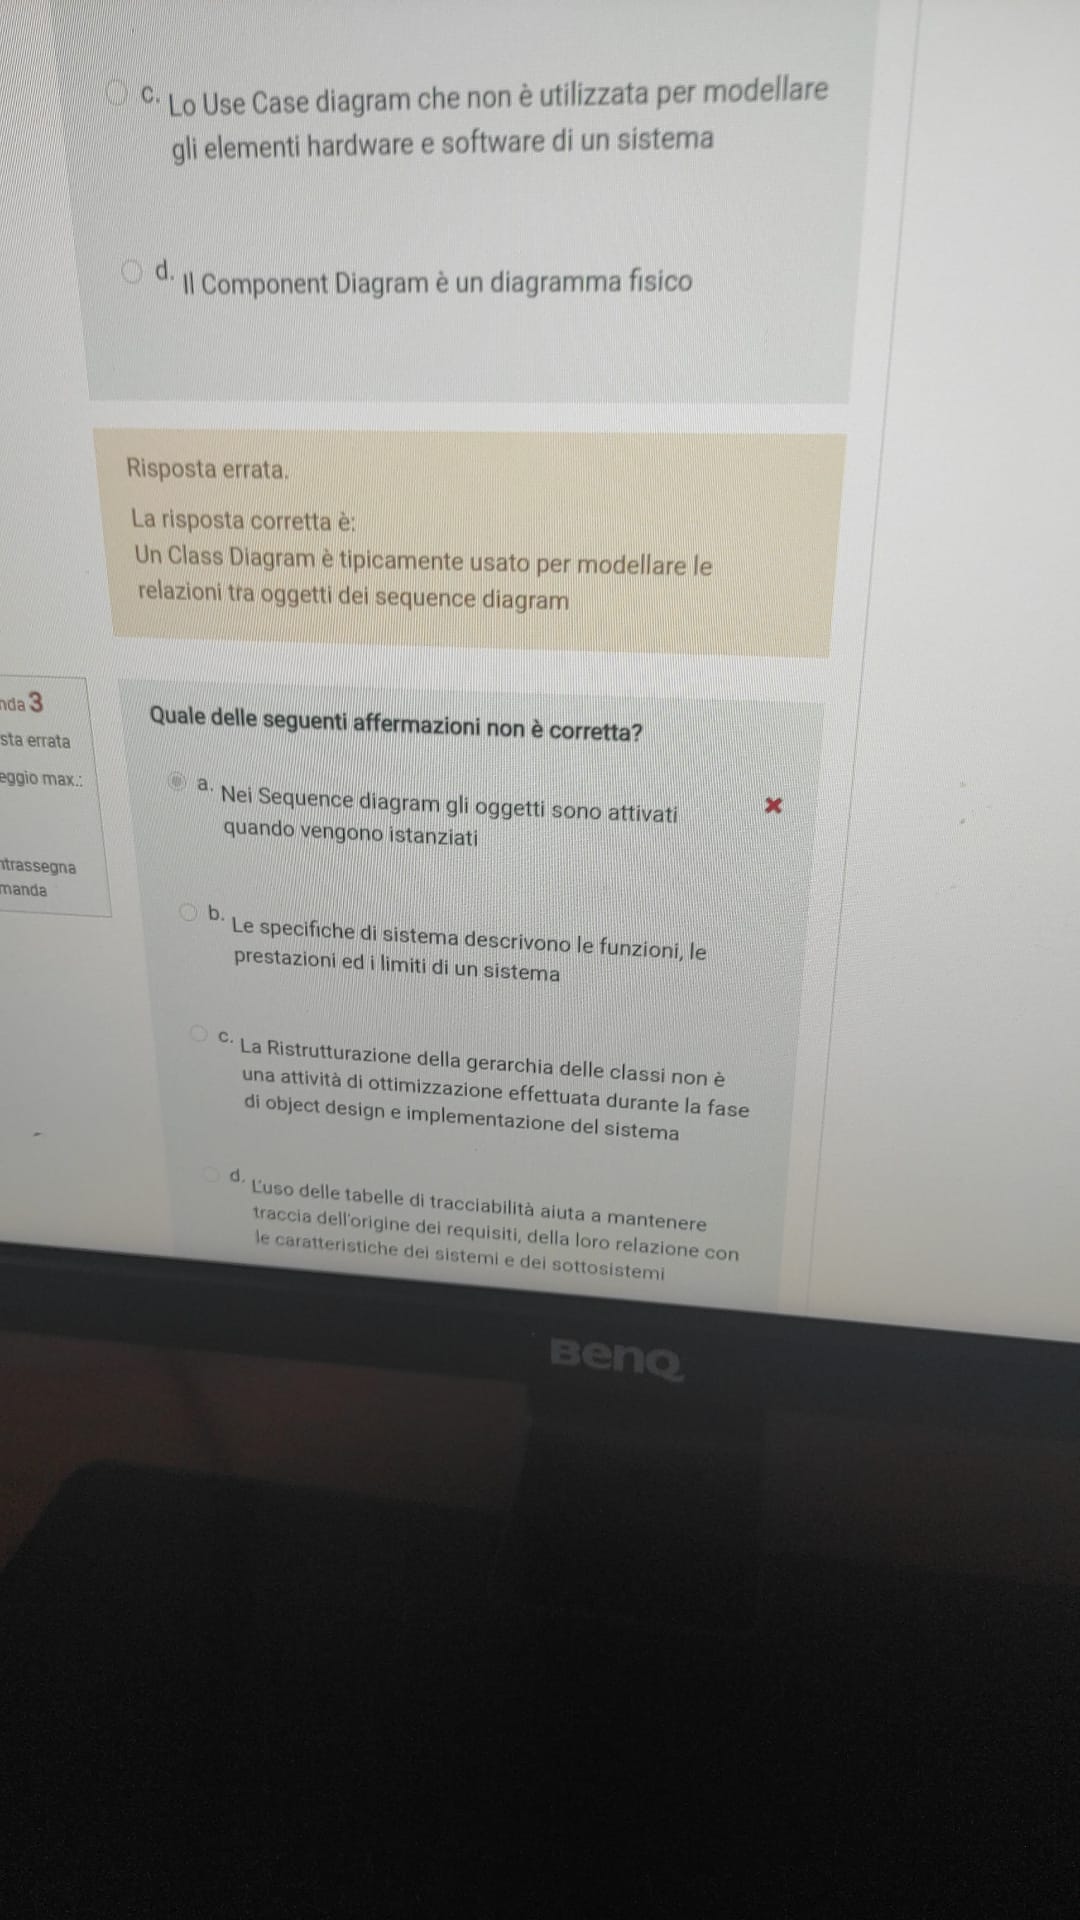 c. Lo Use Case diagram che non è utilizzata per modellare
gli elementi hardware e software di un sistema
d. Il Component Diagram è un diagramma fisico
Risposta errata.
La risposta corretta è:
Un Class Diagram è tipicamente usato per modellare le
relazioni tra oggetti dei sequence diagram
nda 3
sta errata
eggio max.:
ntrassegna
manda
Quale delle seguenti affermazioni non è corretta?
a. Nei Sequence diagram gli oggetti sono attivati
quando vengono istanziati
b. Le specifiche di sistema descrivono le funzioni, le
prestazioni ed i limiti di un sistema
c. La Ristrutturazione della gerarchia delle classi non è
una attività di ottimizzazione effettuata durante la fase
di object design e implementazione del sistema
d. L'uso delle tabelle di tracciabilità aiuta a mantenere
traccia dell'origine dei requisiti, della loro relazione con
le caratteristiche dei sistemi e dei sottosistemi
BenQ